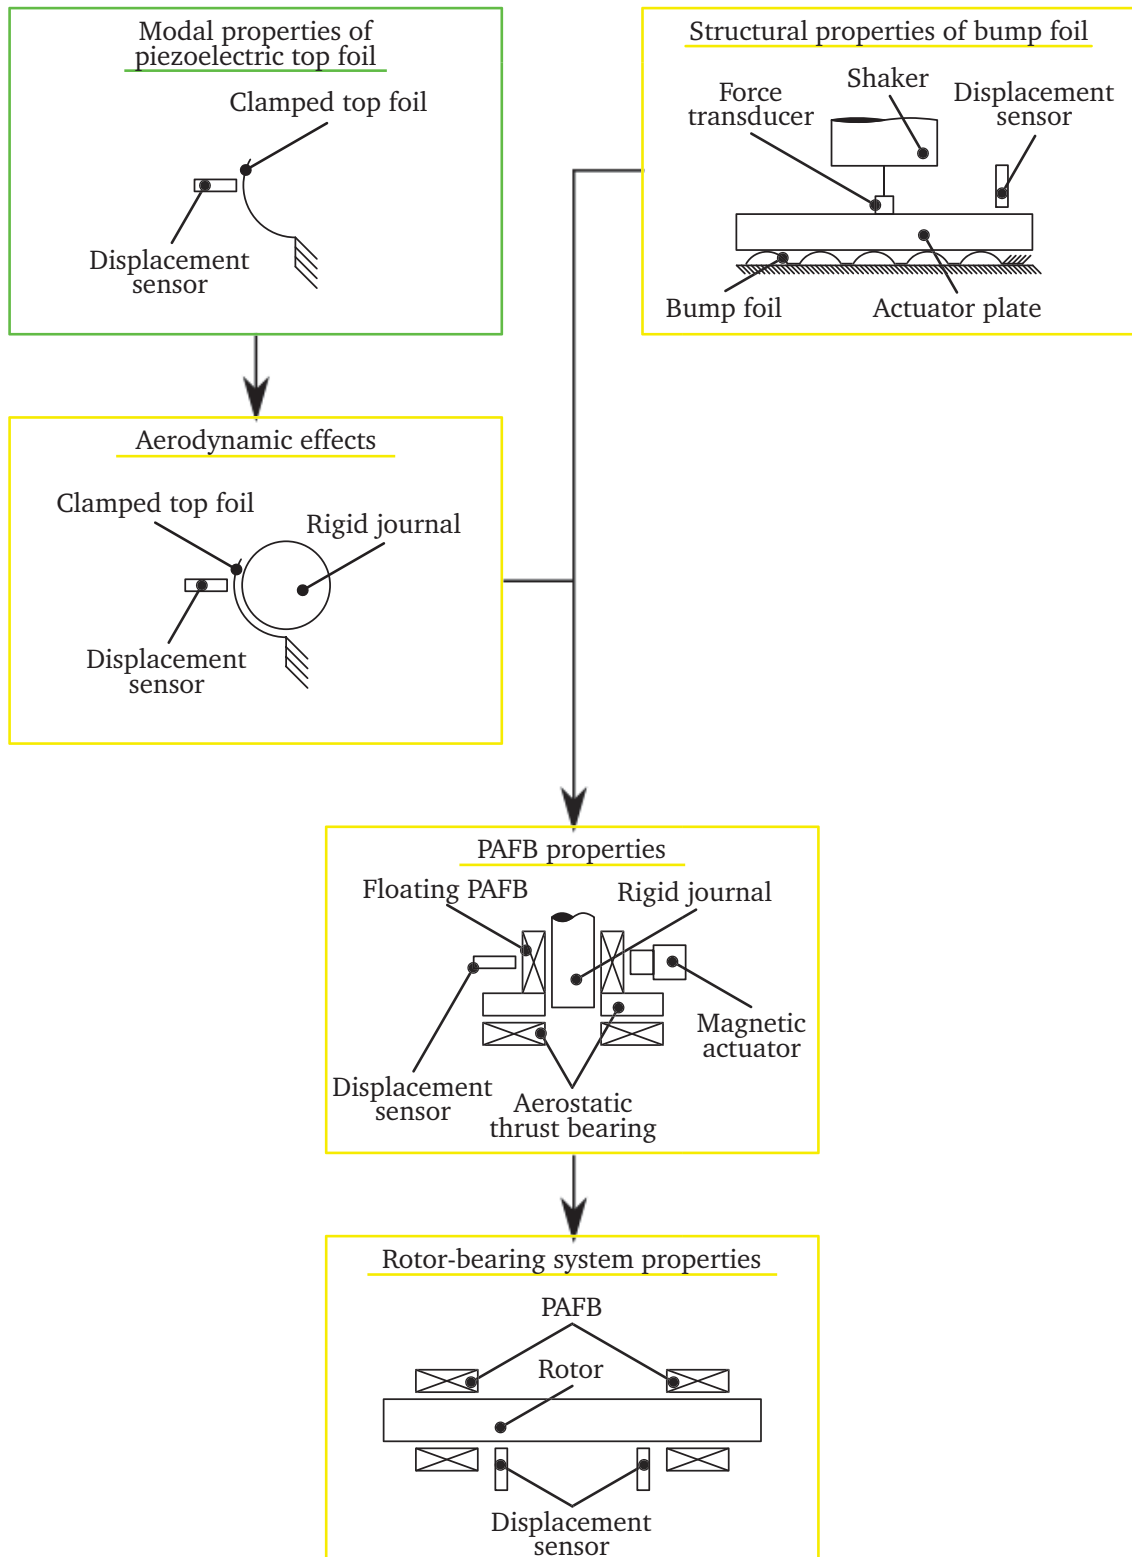 Modal properties of
piezoelectric top foil
Clamped top foil
Displacement
sensor
Structural properties of bump foil
Shaker
Force
transducer
Displacement
sensor
Bump foil
Actuator plate
Aerodynamic effects
Clamped top foil
Rigid journal
Displacement
sensor
PAFB properties
Floating PAFB
Rigid journal
Magnetic
actuator
Displacement
sensor
Aerostatic
thrust bearing
Rotor-bearing system properties
PAFB
Rotor
Displacement
sensor